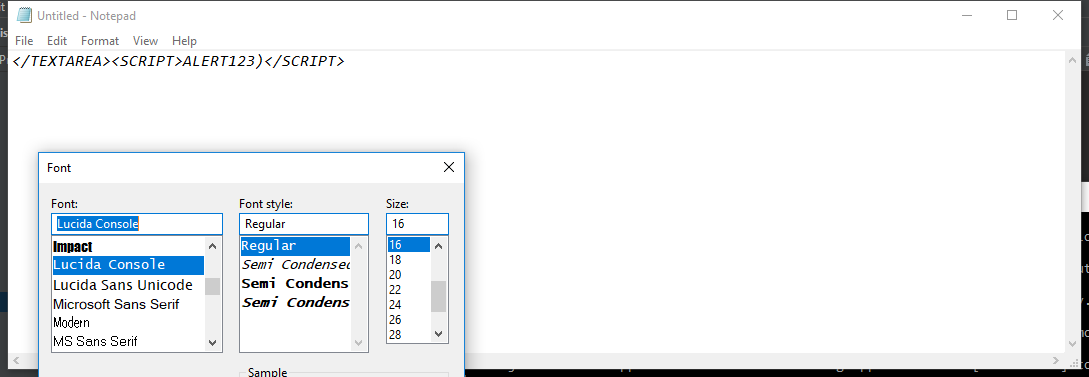 Untitled - Notepad
File Edit Format View Help
</TEXTAREA><SCRIPT>ALERT123)</SCRIPT>
Font
Font: Font style: Size:
Lucida Console Regular 16
Impact Regular 16
Lucida Console Semi Condensed 18
Lucida Sans Unicode Semi Condens 20
Microsoft Sans Serif Semi Condens 22
Modern 24
MS Sans Serif 26
28
Sample